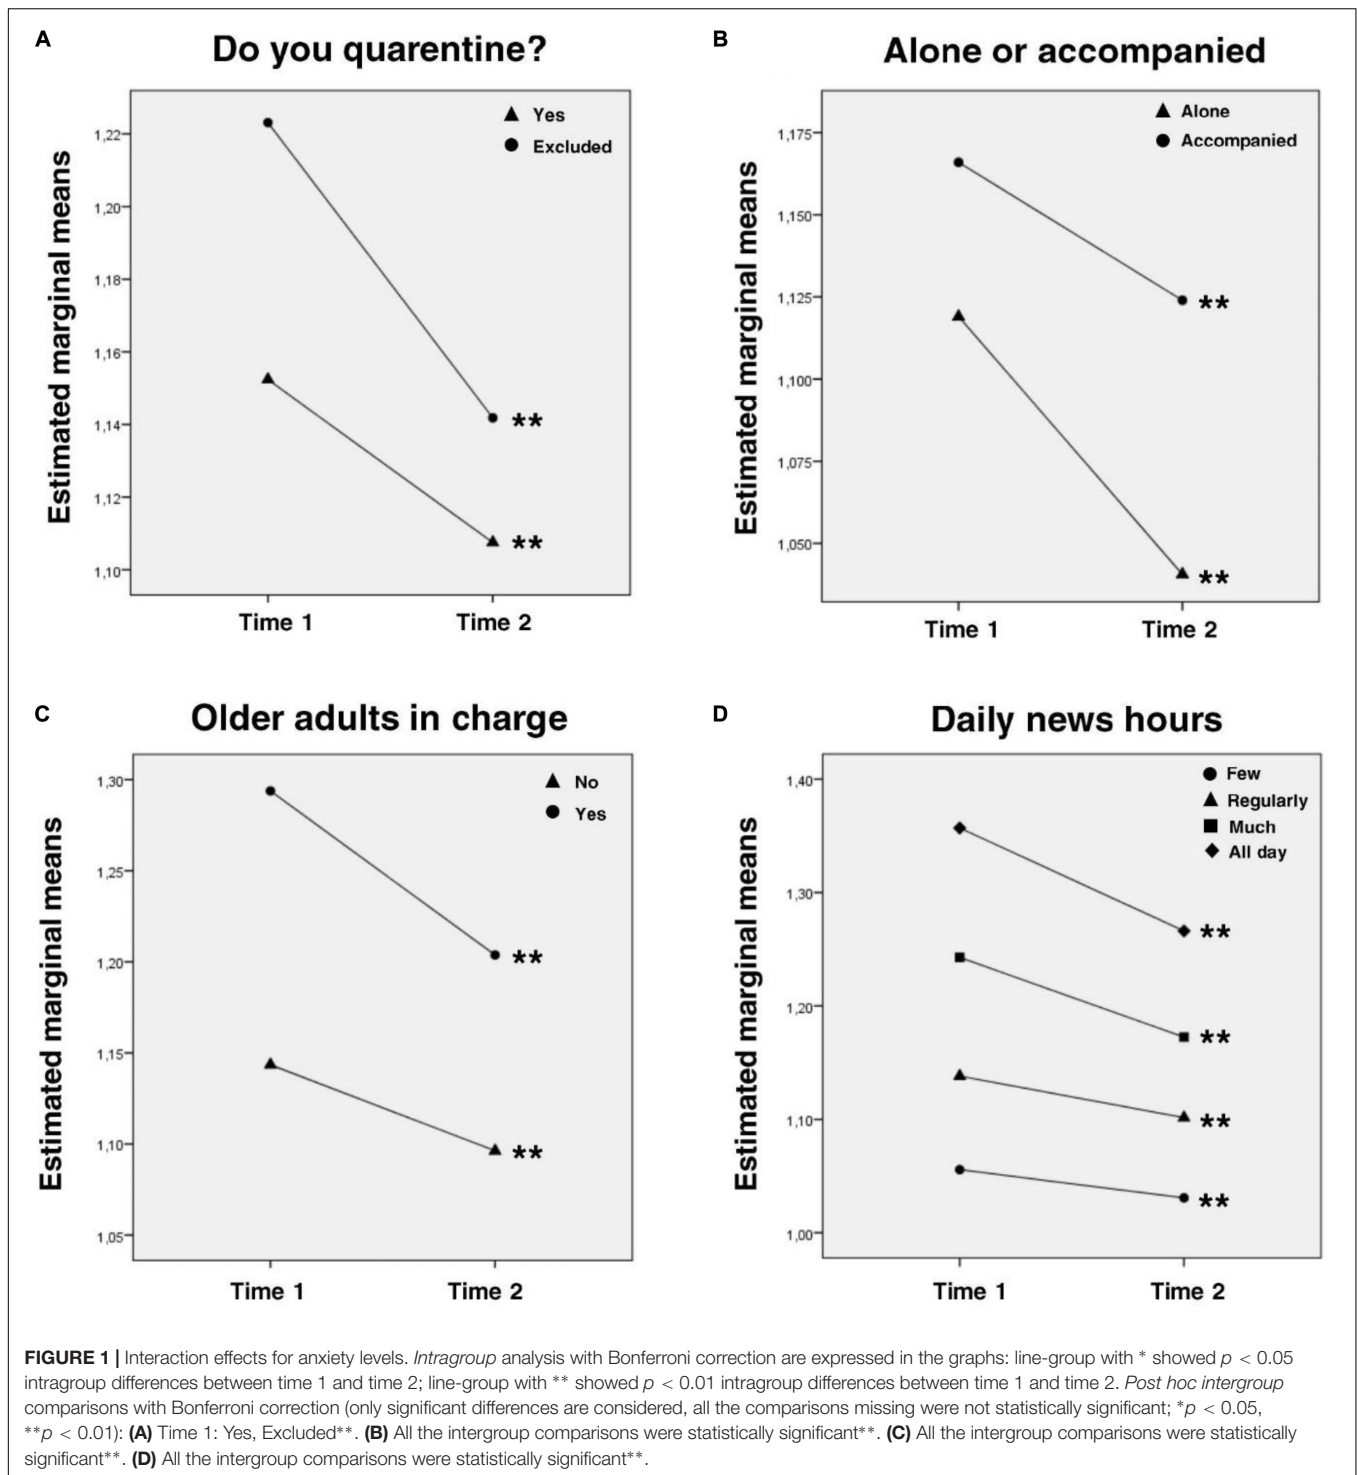 A
Do you quarentine?
Yes
Excluded
Estimated marginal means
1,22
1,20
1,18
1,16
1,14
1,12
1,10
**
**
Time 1
Time 2
B
Alone or accompanied
Alone
Accompanied
Estimated marginal means
1,175
1,150
1,125
1,100
1,075
1,050
**
**
Time 1
Time 2
C
Older adults in charge
No
Yes
Estimated marginal means
1,30
1,25
1,20
1,15
1,10
1,05
**
**
Time 1
Time 2
D
Daily news hours
Few
Regularly
Much
All day
Estimated marginal means
1,40
1,30
1,20
1,10
1,00
**
**
**
**
Time 1
Time 2
FIGURE 1 | Interaction effects for anxiety levels. Intragroup analysis with Bonferroni correction are expressed in the graphs: line-group with * showed p < 0.05
intragroup differences between time 1 and time 2; line-group with ** showed p < 0.01 intragroup differences between time 1 and time 2. Post hoc intergroup
comparisons with Bonferroni correction (only significant differences are considered, all the comparisons missing were not statistically significant; *p < 0.05,
**p < 0.01): (A) Time 1: Yes, Excluded**. (B) All the intergroup comparisons were statistically significant**. (C) All the intergroup comparisons were statistically
significant**. (D) All the intergroup comparisons were statistically significant**.